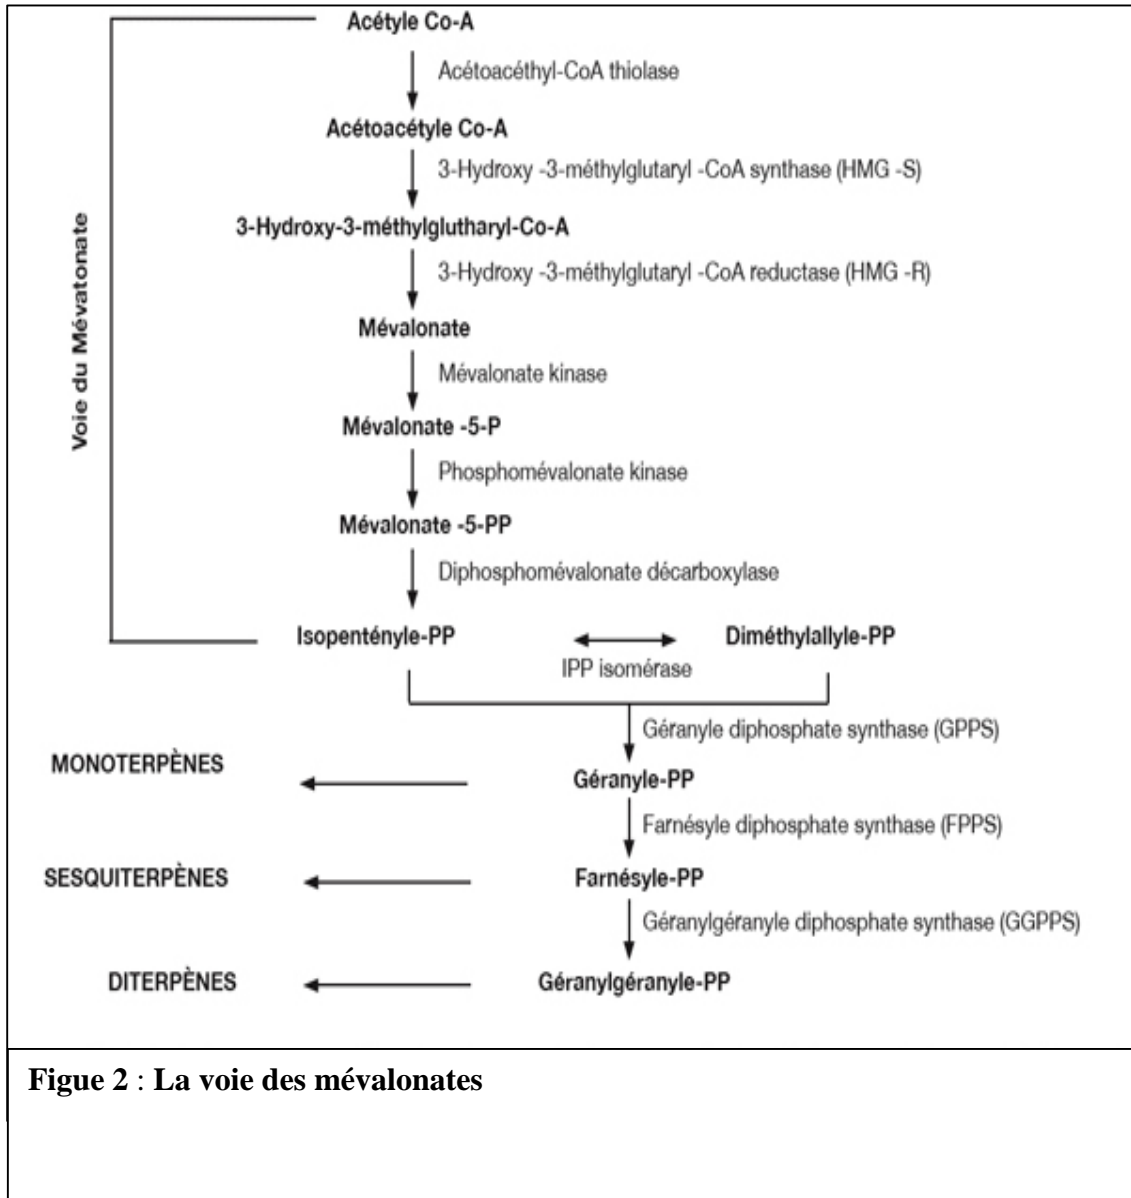 Acétyle Co-A
Acétoacéthyl-CoA thiolase
Acétoacétyle Co-A
3-Hydroxy -3-méthylglutaryl -CoA synthase (HMG -S)
3-Hydroxy-3-méthylglutharyl-Co-A
3-Hydroxy -3-méthylglutaryl -CoA reductase (HMG -R)
Voie du Mévatonate
Mévalonate
Mévalonate kinase
Mévalonate -5-P
Phosphomévalonate kinase
Mévalonate -5-PP
Diphosphomévalonate décarboxylase
Isopentényle-PP
Diméthylallyle-PP
IPP isomérase
Géranyle diphosphate synthase (GPPS)
MONOTERPÈNES
Géranyle-PP
Farnésyle diphosphate synthase (FPPS)
SESQUITERPÈNES
Farnésyle-PP
Géranylgéranyle diphosphate synthase (GGPPS)
DITERPÈNES
Géranylgéranyle-PP
Figue 2 : La voie des mévalonates